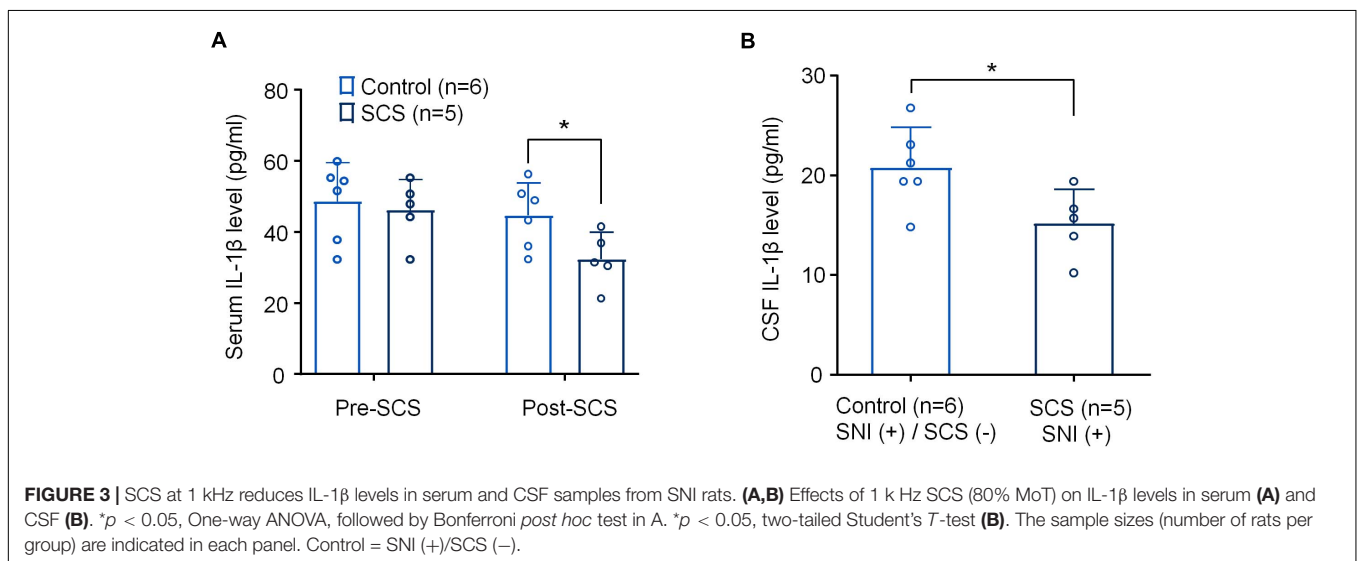 A
80
60
40
20
0
Serum IL-1β level (pg/ml)
Control (n=6)
SCS (n=5)
*
Pre-SCS
Post-SCS
B
30
20
10
0
CSF IL-1β level (pg/ml)
*
Control (n=6)
SNI (+) / SCS (-)
SCS (n=5)
SNI (+)
FIGURE 3 | SCS at 1 kHz reduces IL-1β levels in serum and CSF samples from SNI rats. (A,B) Effects of 1 k Hz SCS (80% MoT) on IL-1β levels in serum (A) and
CSF (B). *p < 0.05, One-way ANOVA, followed by Bonferroni post hoc test in A. *p < 0.05, two-tailed Student's T-test (B). The sample sizes (number of rats per
group) are indicated in each panel. Control = SNI (+)/SCS (−).